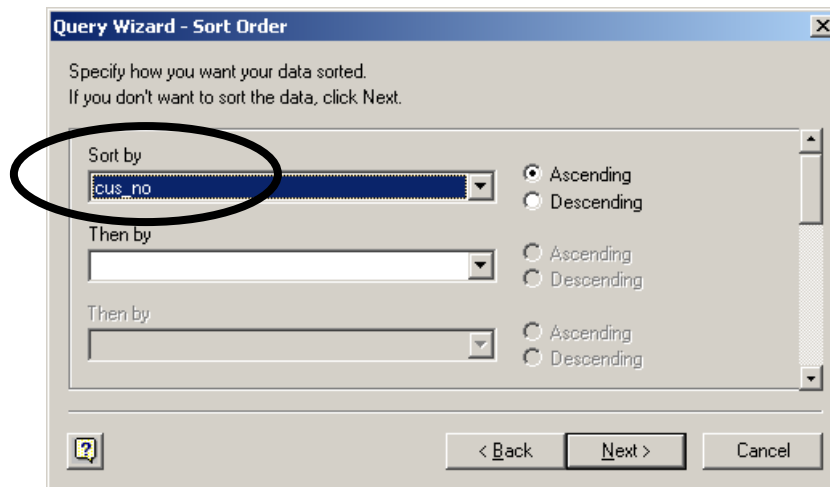 Query Wizard - Sort Order
Specify how you want your data sorted.
If you don't want to sort the data, click Next.
Sort by
cus_no
Ascending
Descending
Then by
Ascending
Descending
Then by
Ascending
Descending
< Back
Next >
Cancel